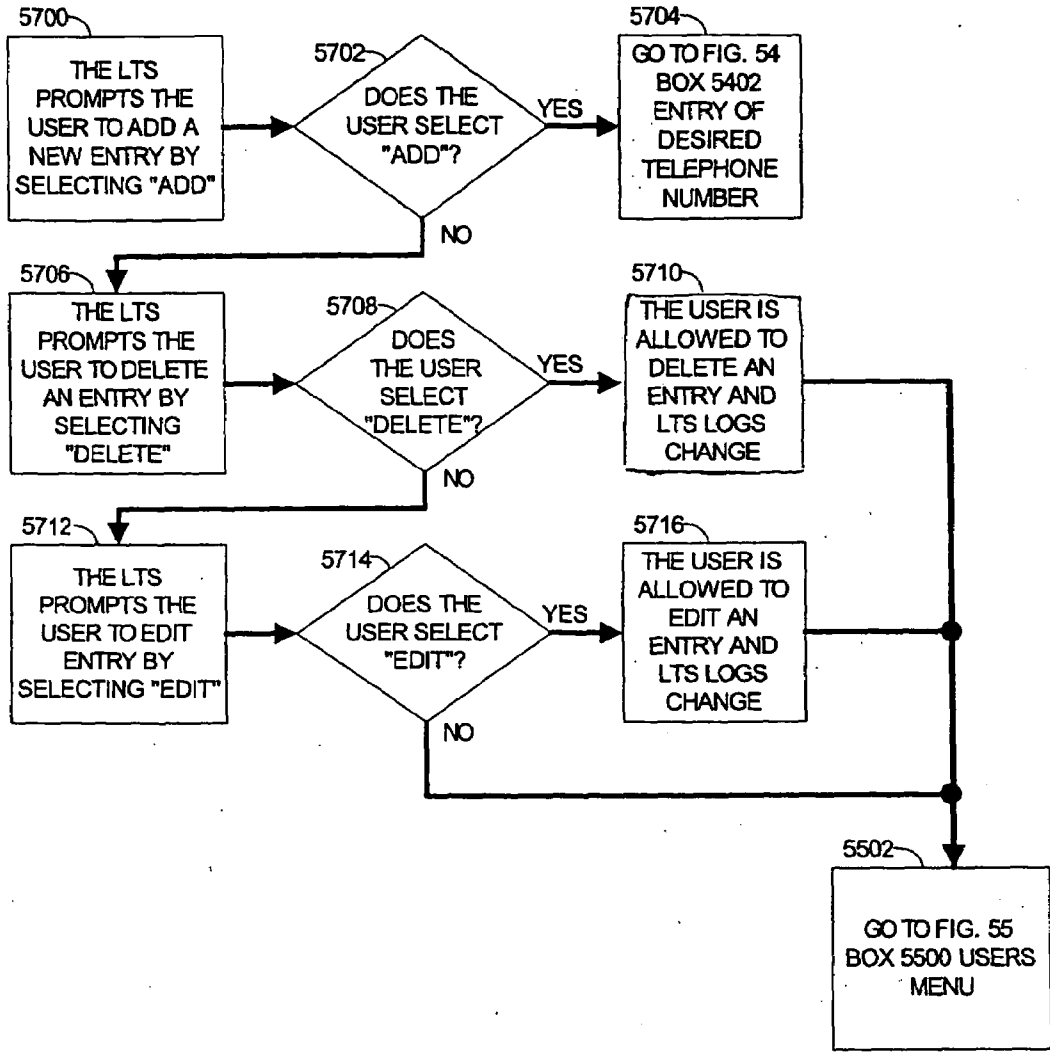 5700
THE LTS
PROMPTS THE
USER TO ADD A
NEW ENTRY BY
SELECTING "ADD"
5702
DOES THE
USER SELECT
"ADD"?
YES
NO
5704
GO TO FIG. 54
BOX 5402
ENTRY OF
DESIRED
TELEPHONE
NUMBER
5706
THE LTS
PROMPTS THE
USER TO DELETE
AN ENTRY BY
SELECTING
"DELETE"
5708
DOES
THE USER
SELECT
"DELETE"?
YES
NO
5710
THE USER IS
ALLOWED TO
DELETE AN
ENTRY AND
LTS LOGS
CHANGE
5712
THE LTS
PROMPTS THE
USER TO EDIT
ENTRY BY
SELECTING "EDIT"
5714
DOES THE
USER SELECT
"EDIT"?
YES
NO
5716
THE USER IS
ALLOWED TO
EDIT AN
ENTRY AND
LTS LOGS
CHANGE
5502
GO TO FIG. 55
BOX 5500 USERS
MENU